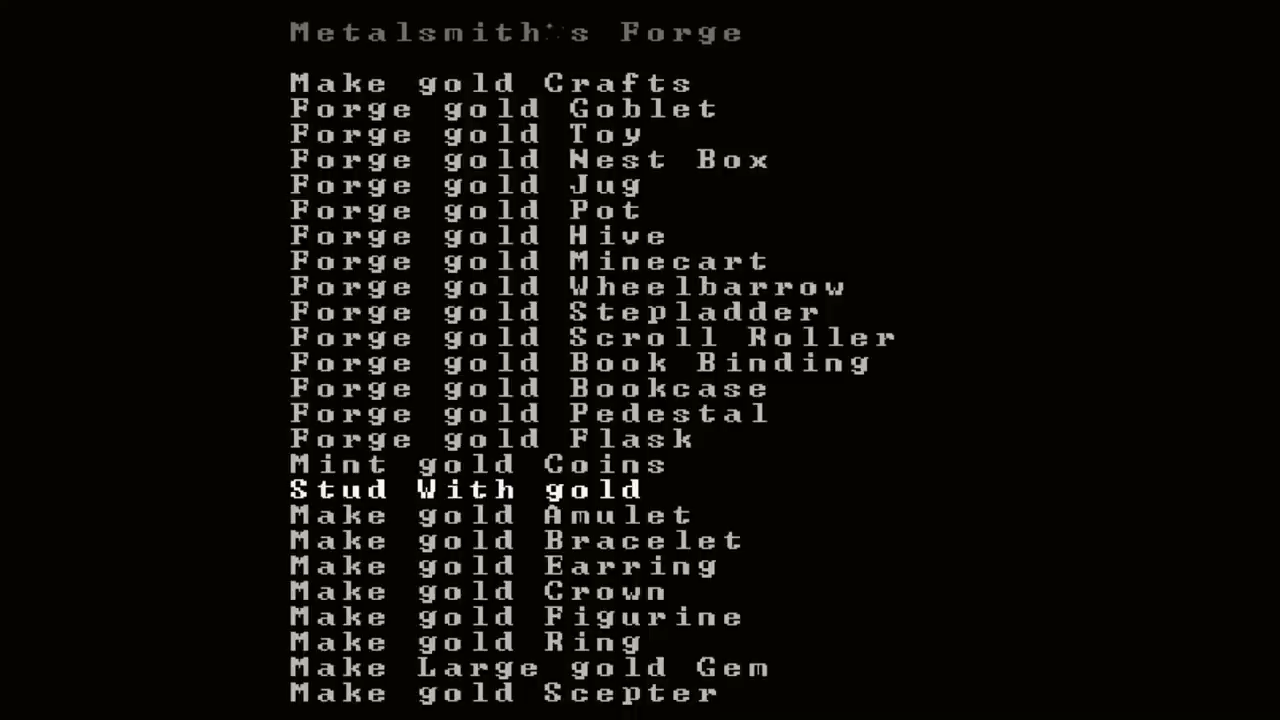 Metalsmith's Forge
Make gold Crafts
Forge gold Goblet
Forge gold Toy
Forge gold Nest Box
Forge gold Jug
Forge gold Pot
Forge gold Hive
Forge gold Minecart
Forge gold Wheelbarrow
Forge gold Stepladder
Forge gold Scroll Roller
Forge gold Book Binding
Forge gold Bookcase
Forge gold Pedestal
Forge gold Flask
Mint gold Coins
Stud With gold
Make gold Amulet
Make gold Bracelet
Make gold Earring
Make gold Crown
Make gold Figurine
Make gold Ring
Make Large gold Gem
Make gold Scepter